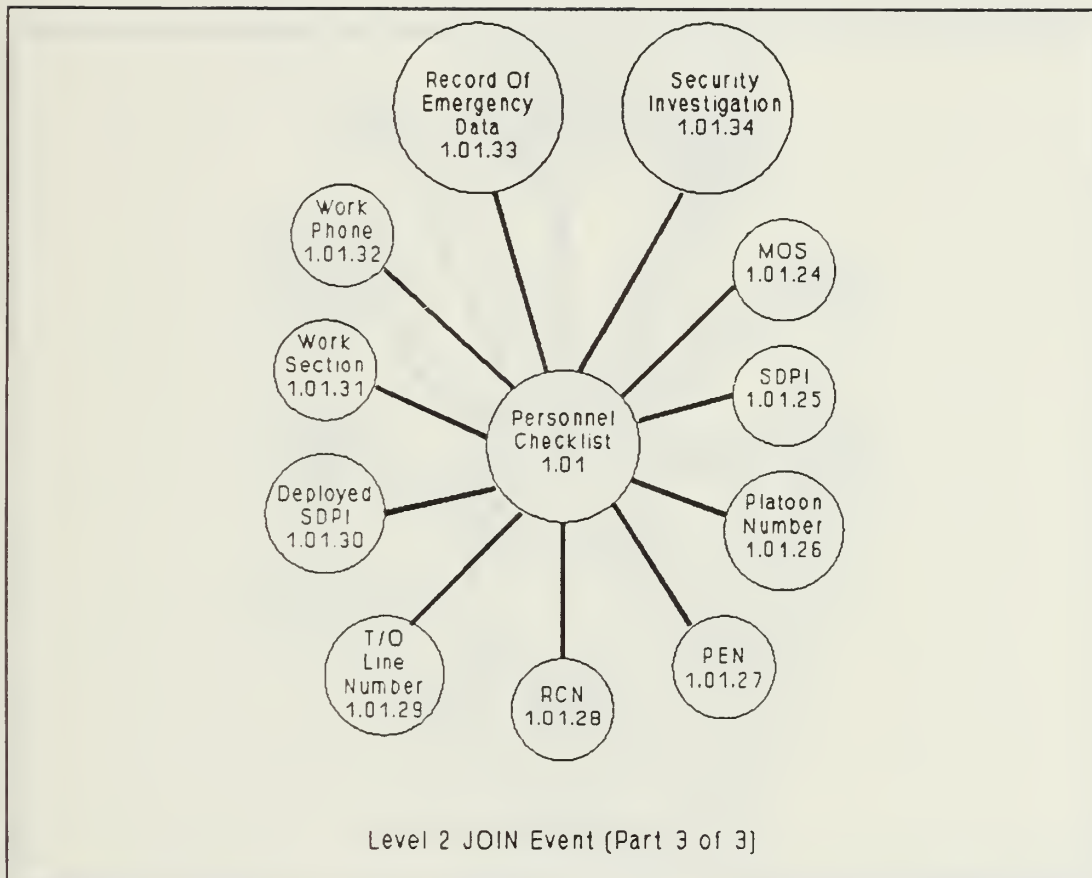 Record Of
Emergency
Data
1.01.33
Security
Investigation
1.01.34
Work
Phone
1.01.32
MOS
1.01.24
Work
Section
1.01.31
SDPI
1.01.25
Personnel
Checklist
1.01
Deployed
SDPI
1.01.30
Platoon
Number
1.01.26
T/O
Line
Number
1.01.29
RCN
1.01.28
PEN
1.01.27
Level 2 JOIN Event (Part 3 of 3)